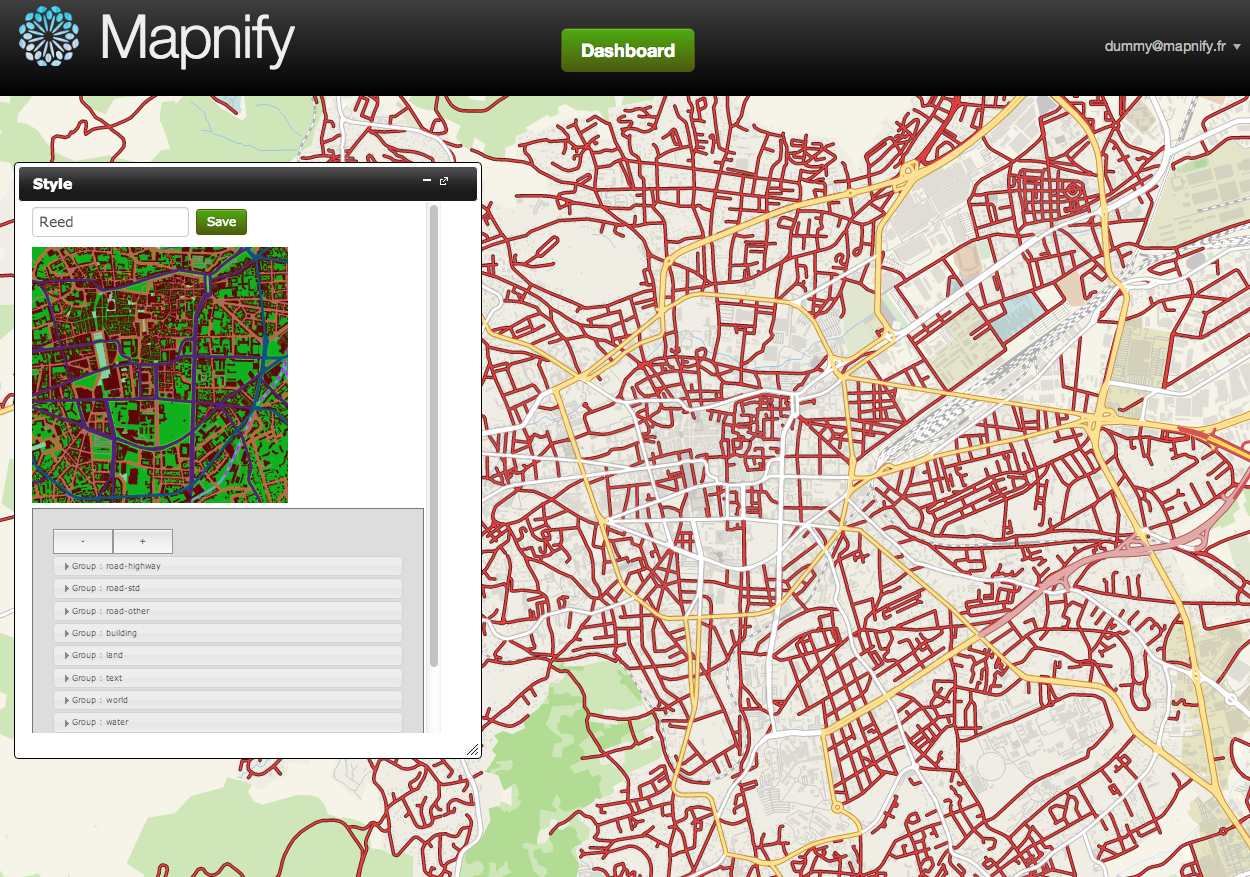 Mapnify
Dashboard
dummy@mapnify.fr
Style
Reed
Save
- +
Group : road-highway
Group : road-std
Group : road-other
Group : building
Group : land
Group : text
Group : world
Group : water